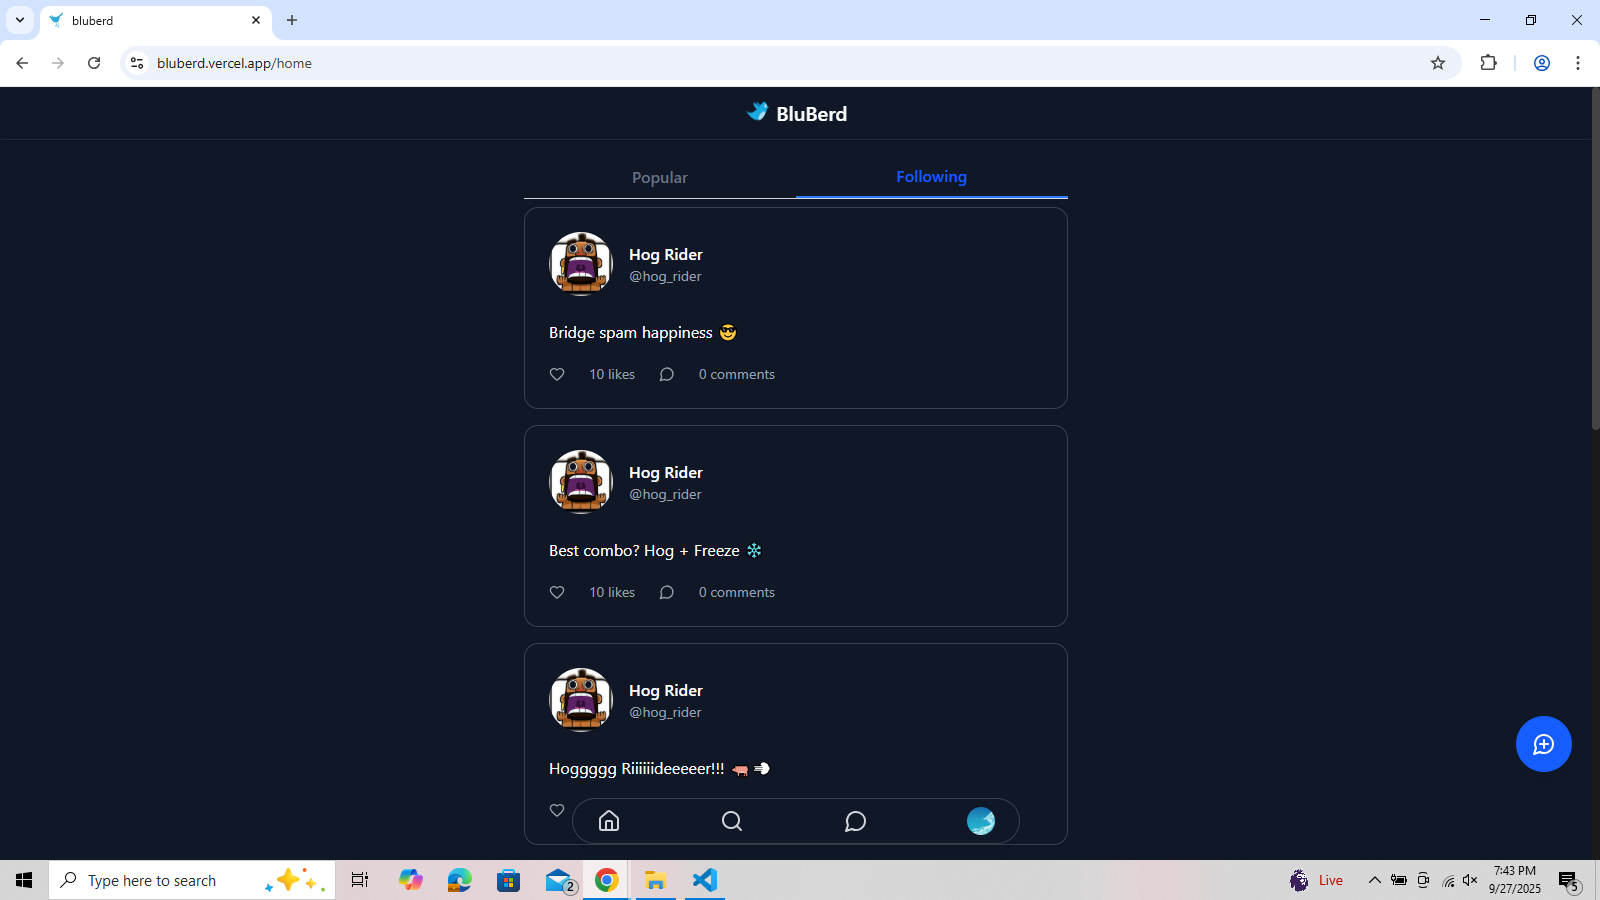 bluberd
bluberd.vercel.app/home
BluBerd
Popular
Following
Hog Rider
@hog_rider
Bridge spam happiness 😎
10 likes
0 comments
Hog Rider
@hog_rider
Best combo? Hog + Freeze ❄️
10 likes
0 comments
Hog Rider
@hog_rider
Hoggggg Riiiiiideeeeer!!! 🐖💨
Type here to search
2
Live
7:43 PM
9/27/2025
5